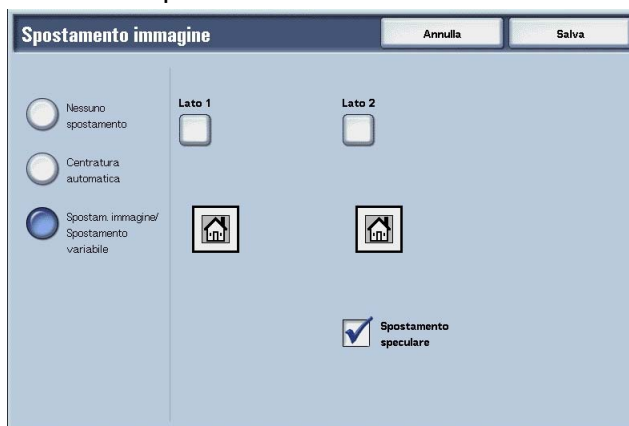 Spostamento immagine
Annulla
Salva
Nessuno
spostamento
Centratura
automatica
Spostam. immagine/
Spostamento
variabile
Lato 1
Lato 2
Spostamento
speculare